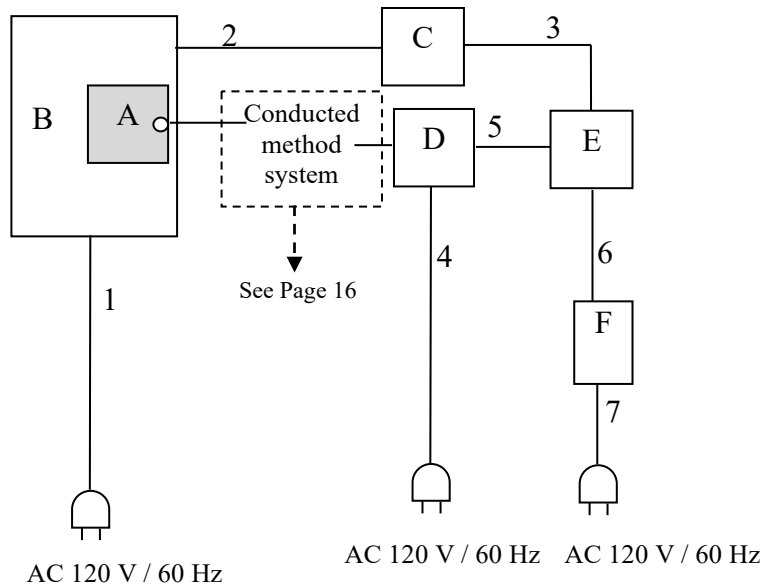 2
C
3
B
A
Conducted
method
system
D
5
E
See Page 16
4
6
1
F
7
AC 120 V / 60 Hz
AC 120 V / 60 Hz
AC 120 V / 60 Hz